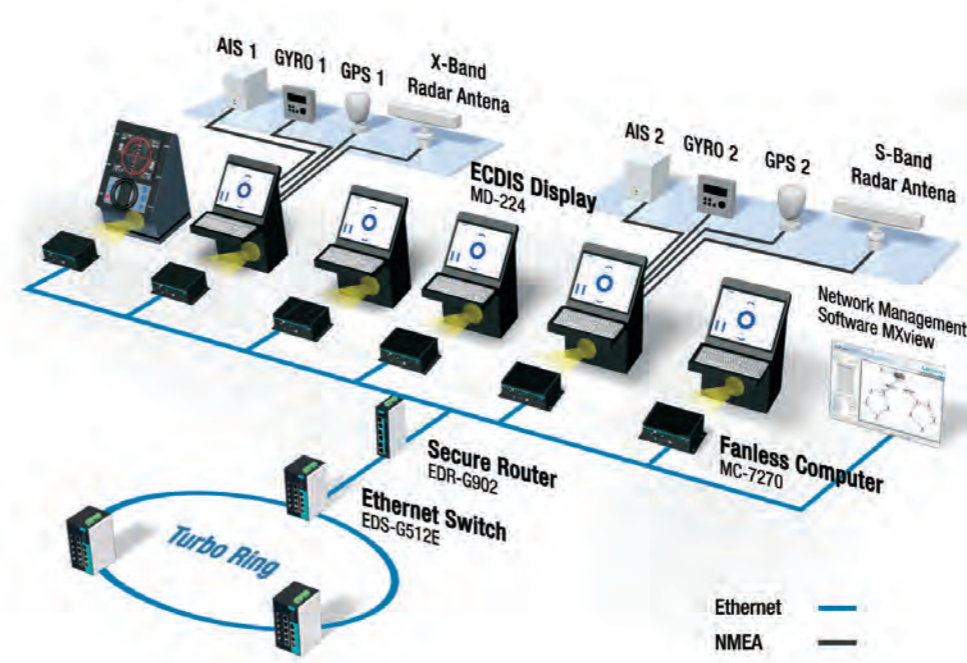 AIS 1
GYRO 1
GPS 1
X-Band
Radar Antena
AIS 2
GYRO 2
GPS 2
S-Band
Radar Antena
ECDIS Display
MD-224
Network Management
Software MXview
Secure Router
EDR-G902
Fanless Computer
MC-7270
Ethernet Switch
EDS-G512E
Turbo Ring
Ethernet
NMEA